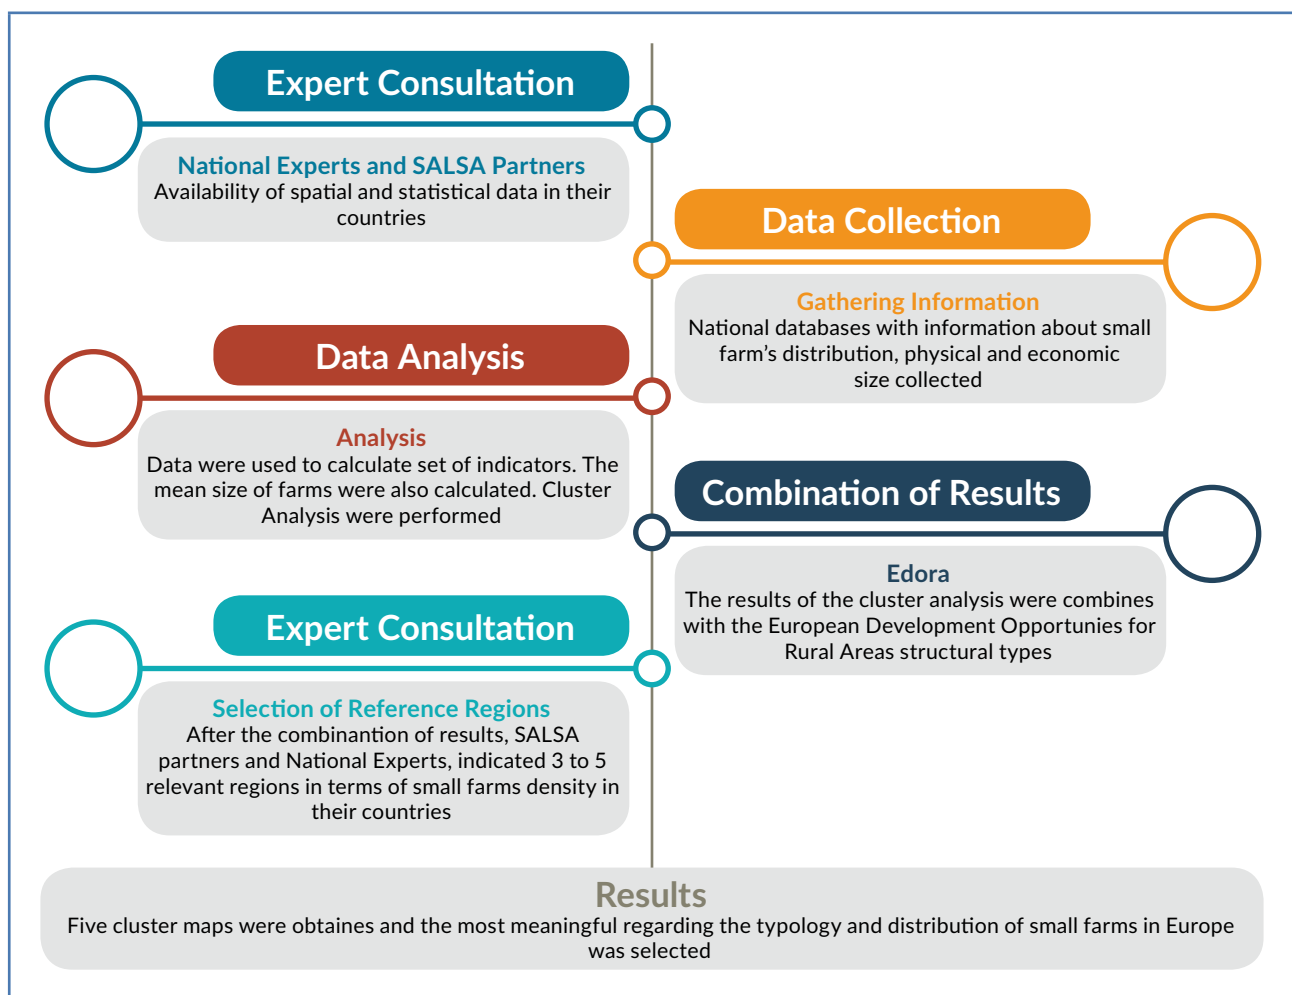 Expert Consultation
National Experts and SALSA Partners
Availability of spatial and statistical data in their
countries
Data Collection
Gathering Information
National databases with information about small
farm's distribution, physical and economic
size collected
Data Analysis
Analysis
Data were used to calculate set of indicators. The
mean size of farms were also calculated. Cluster
Analysis were performed
Combination of Results
Edora
The results of the cluster analysis were combines
with the European Development Opportunies for
Rural Areas structural types
Expert Consultation
Selection of Reference Regions
After the combinantion of results, SALSA
partners and National Experts, indicated 3 to 5
relevant regions in terms of small farms density in
their countries
Results
Five cluster maps were obtaines and the most meaningful regarding the typology and distribution of small farms in Europe
was selected